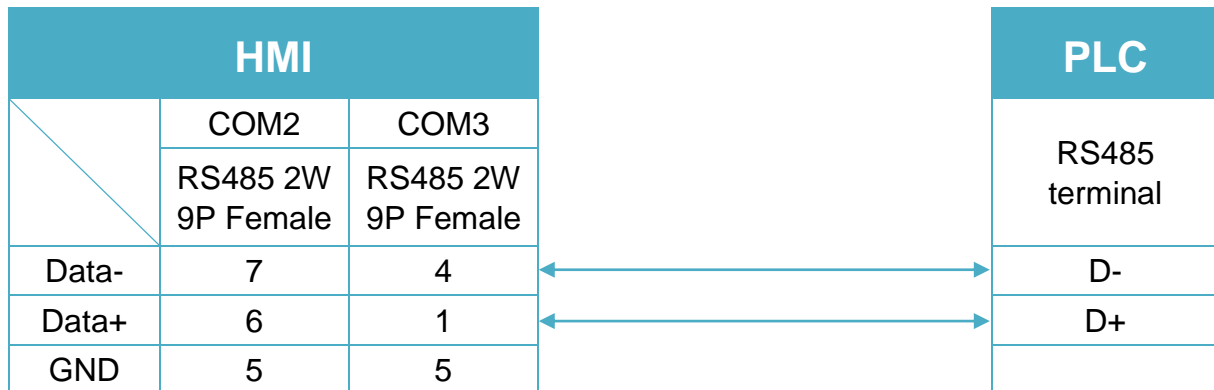 HMI PLC
COM2 COM3
RS485 2W
9P Female
RS485 2W
9P Female
RS485
terminal
Data- 7 4 D-
Data+ 6 1 D+
GND 5 5